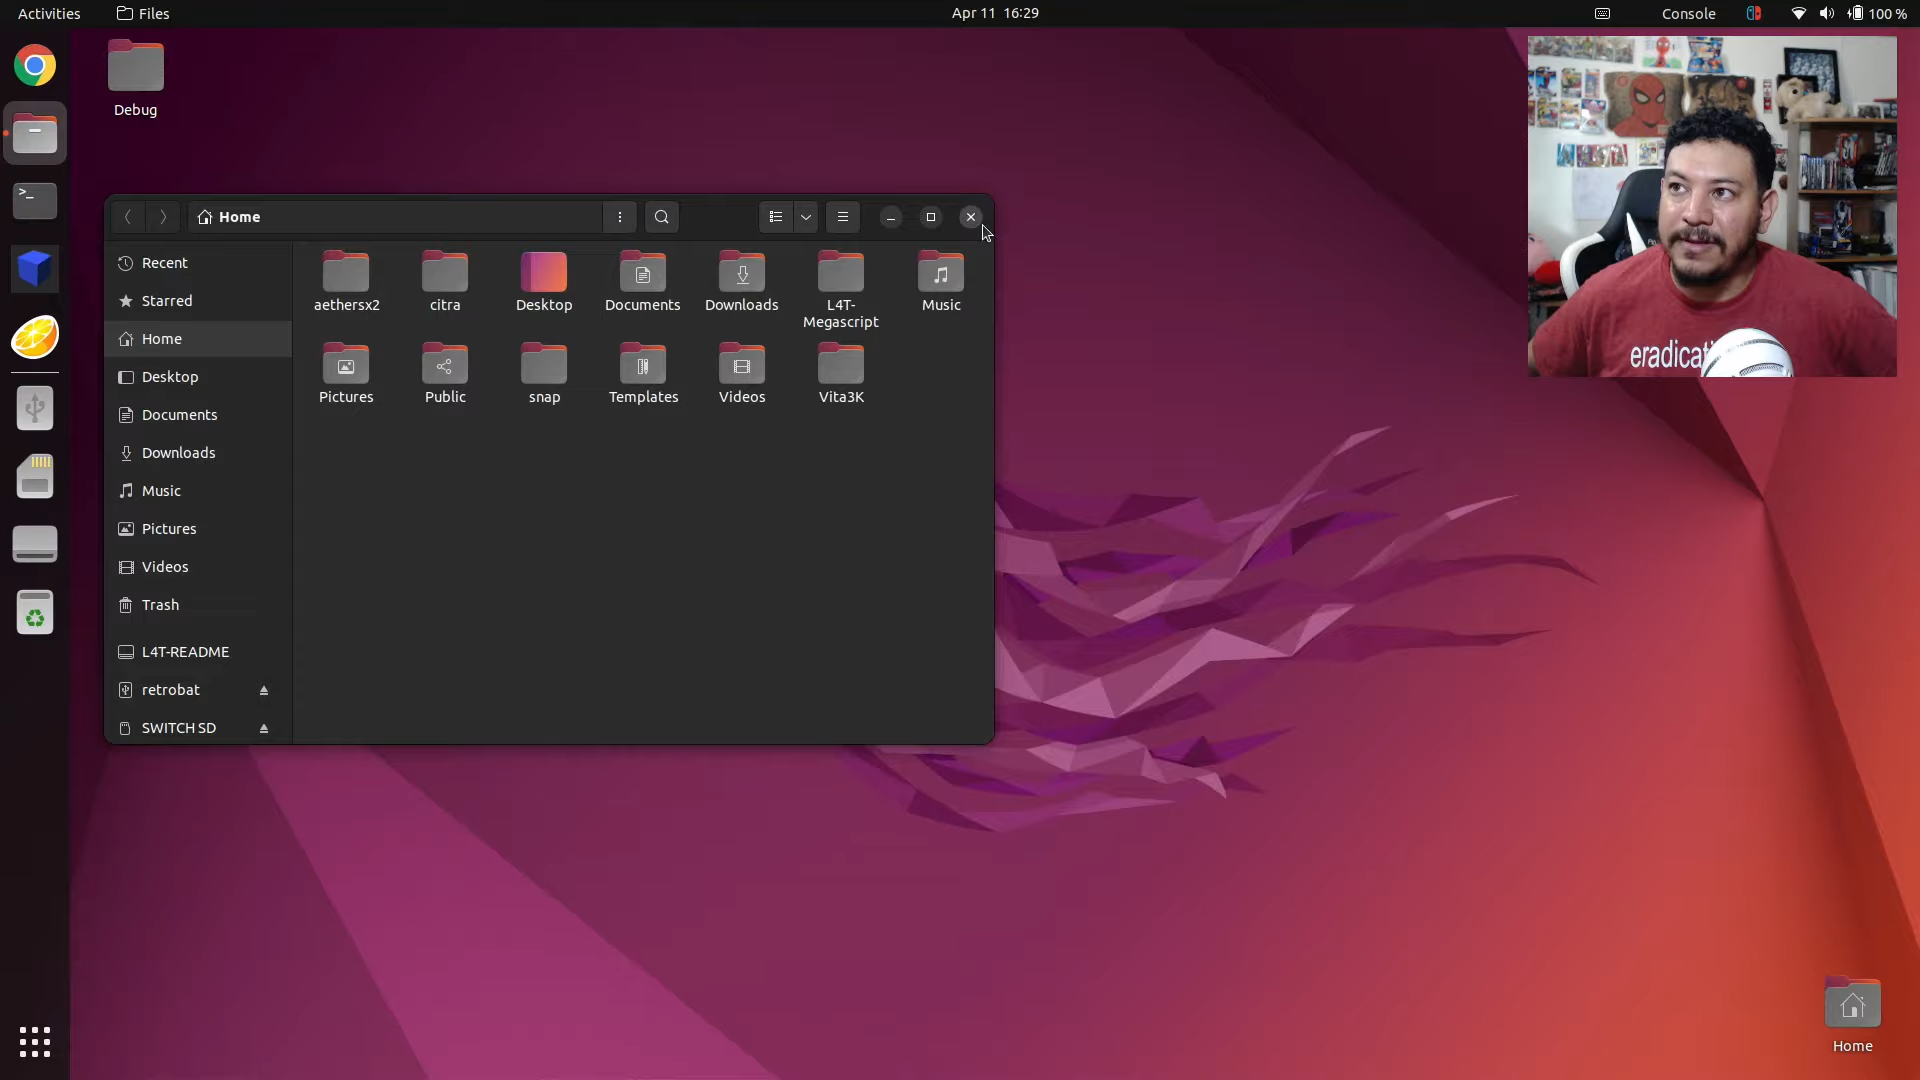 Activities
Files
Apr 11 16:29
Console
100 %
Debug
Home
Recent
Starred
Home
Desktop
Documents
Downloads
Music
Pictures
Videos
Trash
L4T-README
retrobat
SWITCH SD
aethersx2
citra
Desktop
Documents
Downloads
L4T-
Megascript
Music
Pictures
Public
snap
Templates
Videos
Vita3K
>_
eradicati
Home